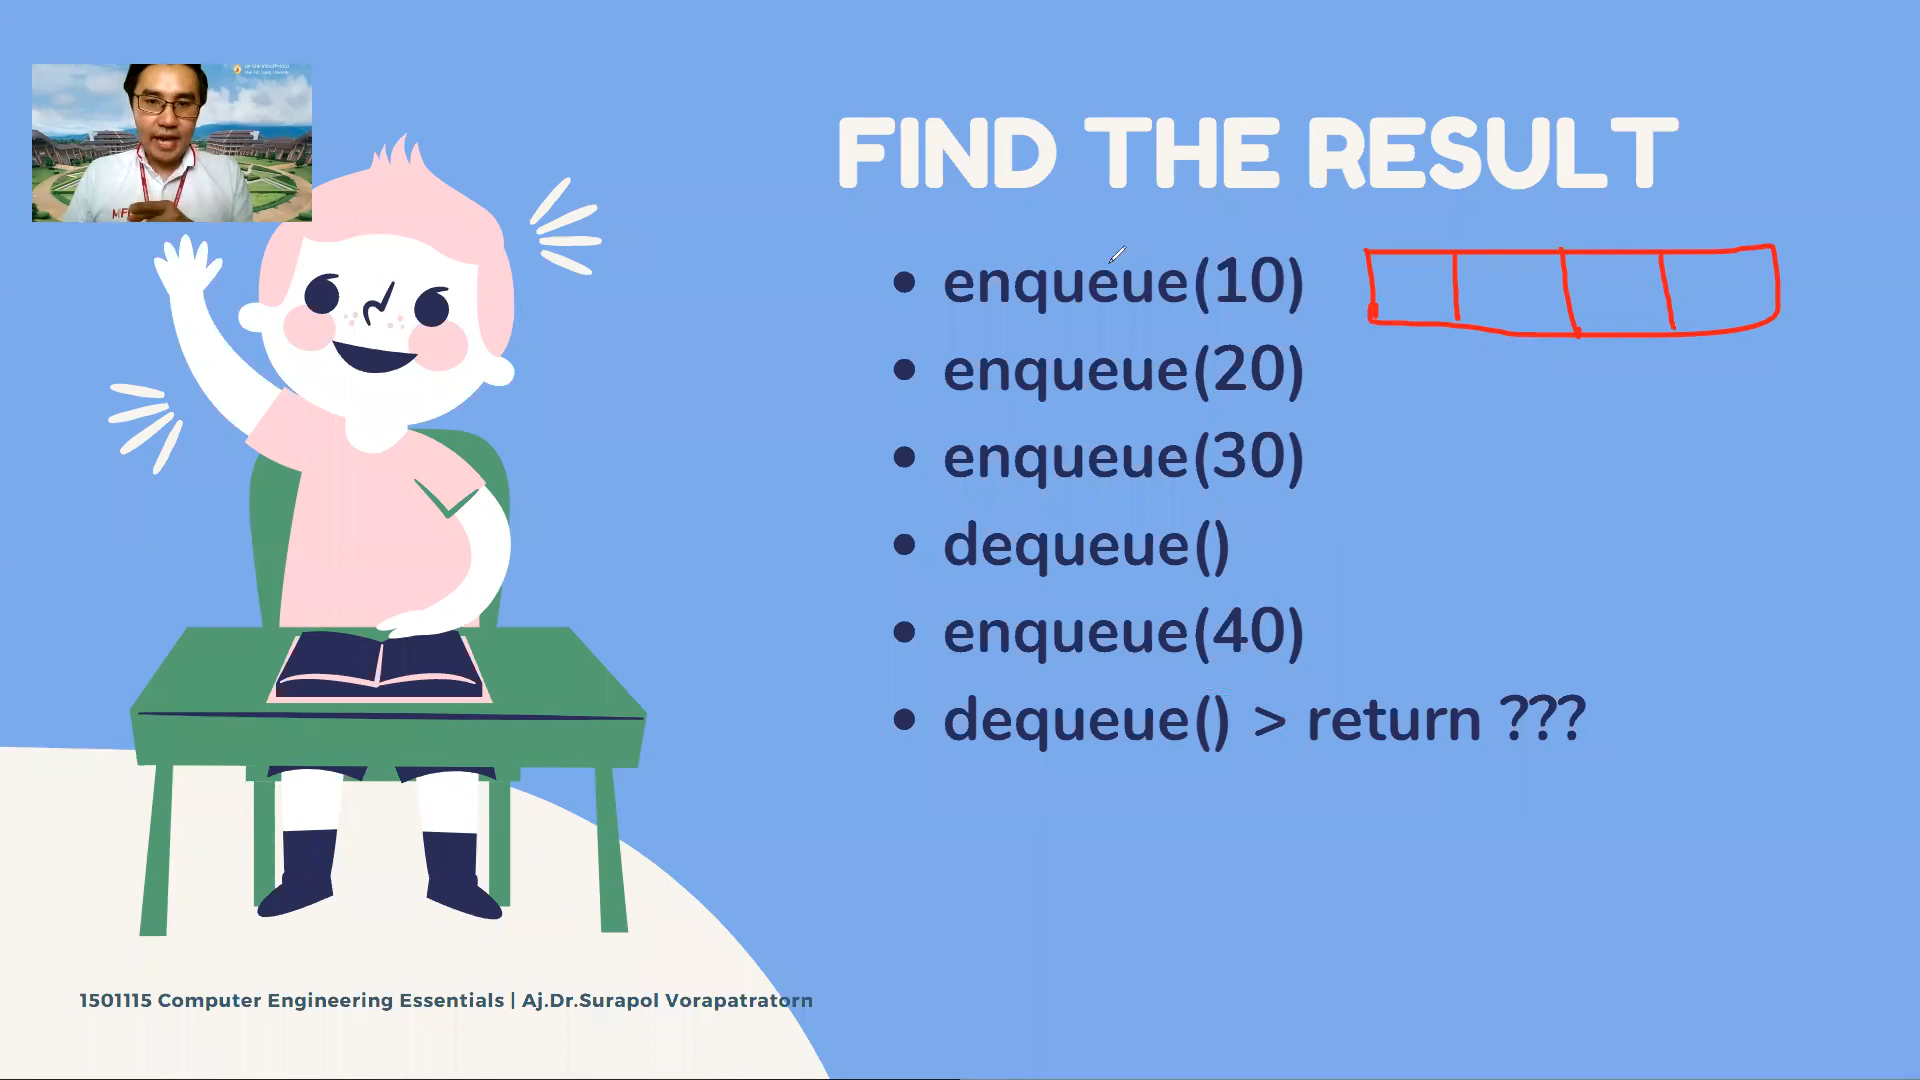 FIND THE RESULT
• enqueue(10)
• enqueue(20)
• enqueue(30)
• dequeue()
• enqueue(40)
• dequeue() > return ???
1501115 Computer Engineering Essentials | Aj.Dr.Surapol Vorapatratorn